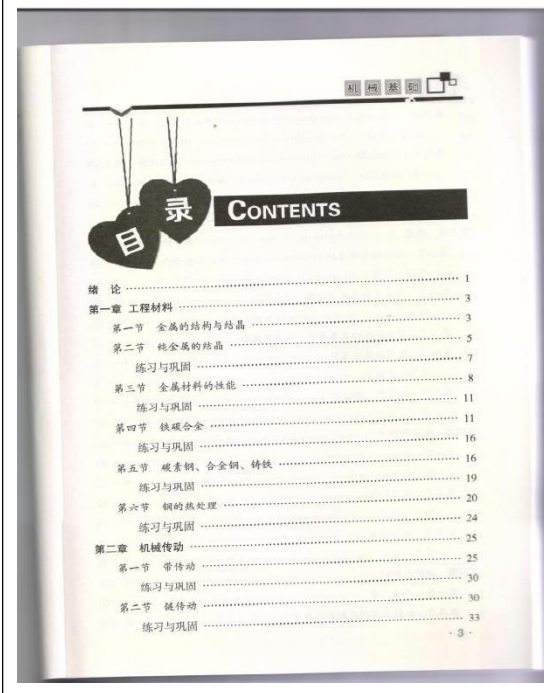 机械基础
目录 CONTENTS
绪 论 …… 1
第一章 工程材料 …… 3
第一节 金属的结构与结晶 …… 3
第二节 纯金属的结晶 …… 5
练习与巩固 …… 7
第三节 金属材料的性能 …… 8
练习与巩固 …… 11
第四节 铁碳合金 …… 11
练习与巩固 …… 16
第五节 碳素钢、合金钢、铸铁 …… 16
练习与巩固 …… 19
第六节 钢的热处理 …… 20
练习与巩固 …… 24
第二章 机械传动 …… 25
第一节 带传动 …… 25
练习与巩固 …… 30
第二节 链传动 …… 30
练习与巩固 …… 33
- 3 -